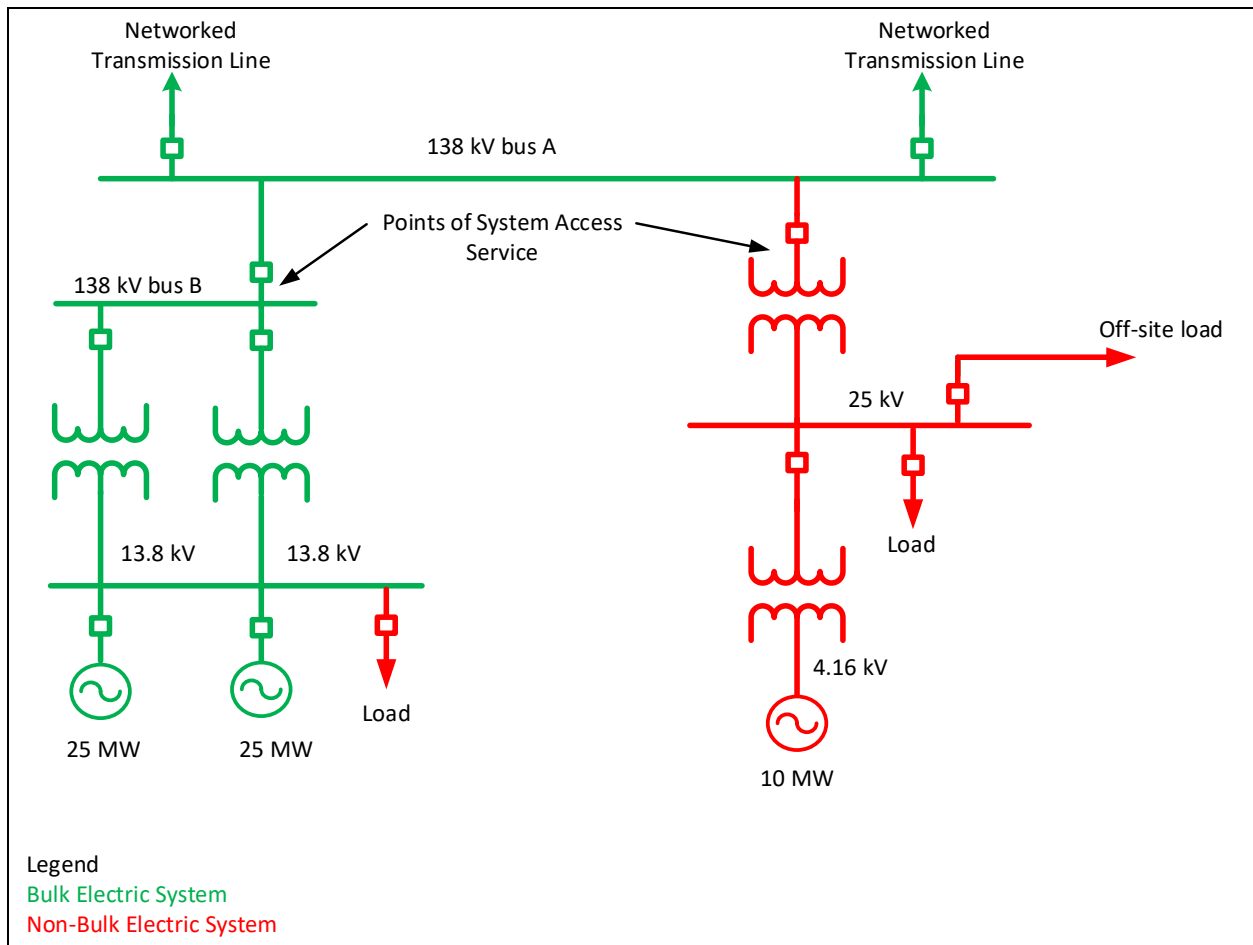 Networked
Transmission Line
Networked
Transmission Line
138 kV bus A
Points of System Access
Service
138 kV bus B
Off-site load
25 kV
Load
13.8 kV
13.8 kV
4.16 kV
Load
25 MW
25 MW
10 MW
Legend
Bulk Electric System
Non-Bulk Electric System